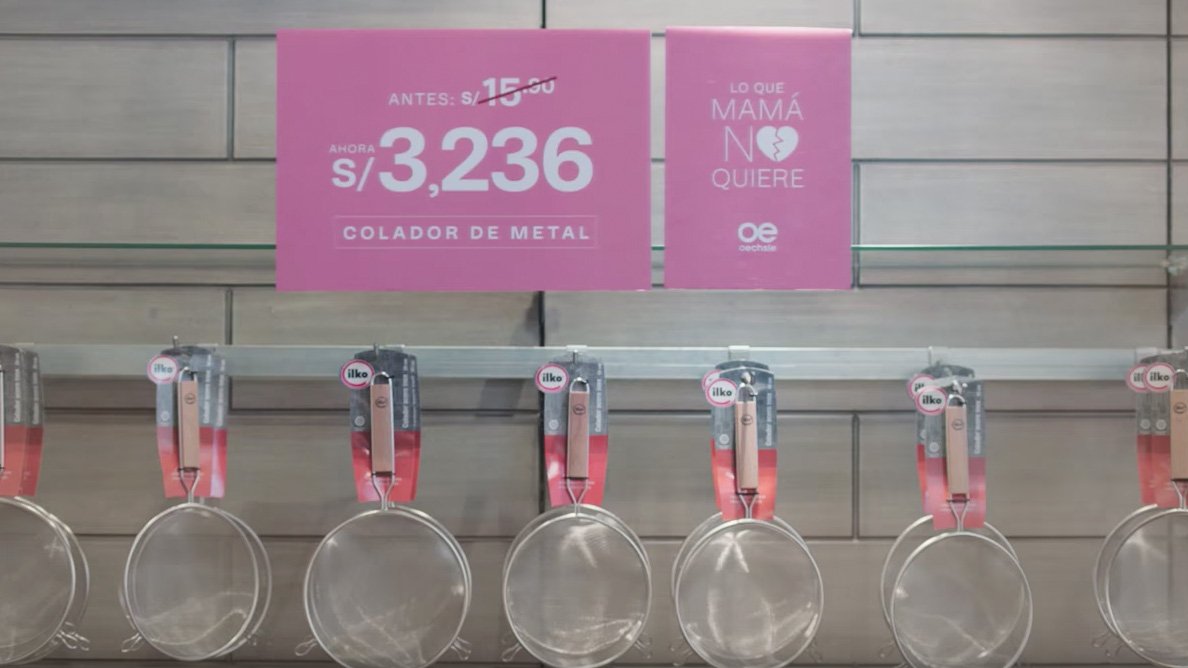 ANTES: S/15.90
AHORA
S/3,236
COLADOR DE METAL
LO QUE
MAMÁ
NO
QUIERE
oe
oechsle
ilko
ilko
ilko
ilko
ilko
ilko